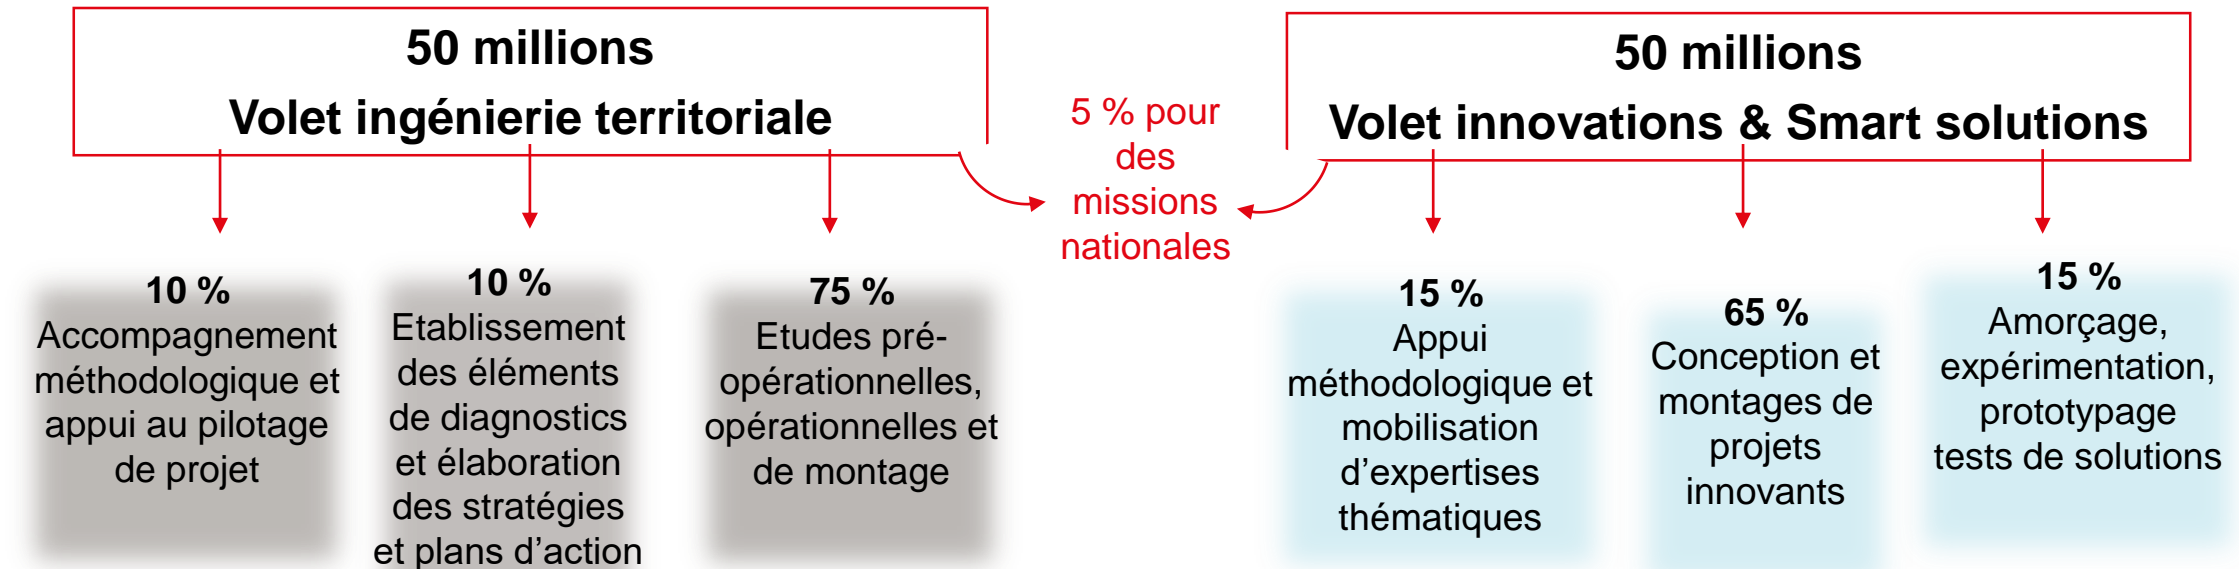 50 millions
Volet ingénierie territoriale
5 % pour
des
missions
nationales
50 millions
Volet innovations & Smart solutions
10 %
Accompagnement
méthodologique et
appui au pilotage
de projet
10 %
Etablissement
des éléments
de diagnostics
et élaboration
des stratégies
et plans d’action
75 %
Etudes pré-
opérationnelles,
opérationnelles et
de montage
15 %
Appui
méthodologique et
mobilisation
d’expertises
thématiques
65 %
Conception et
montages de
projets
innovants
15 %
Amorçage,
expérimentation,
prototypage
tests de solutions